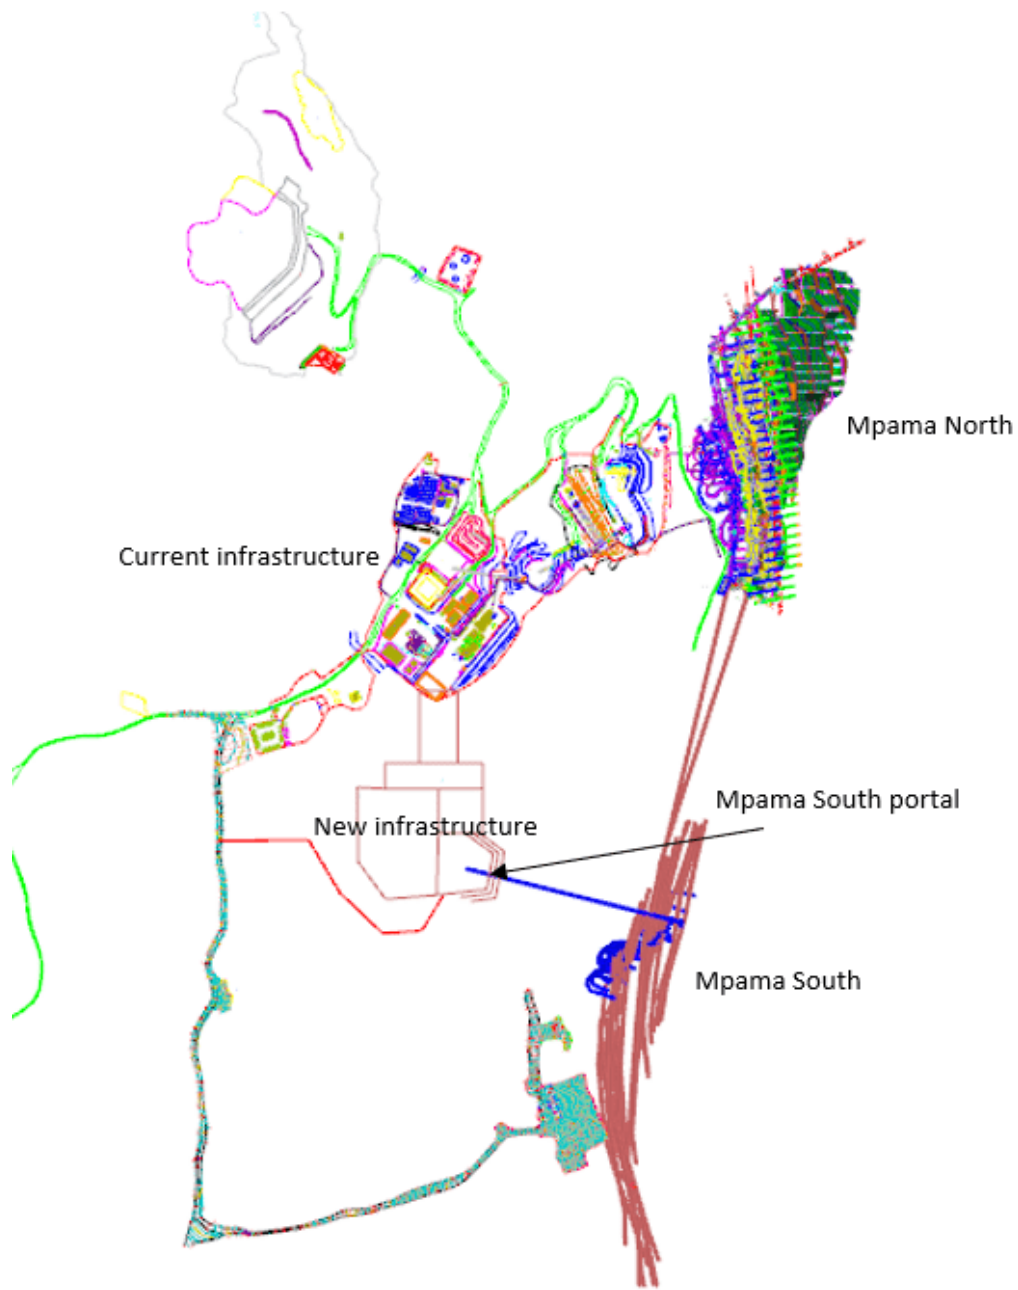 Mpama North
Current infrastructure
Mpama South portal
New infrastructure
Mpama South